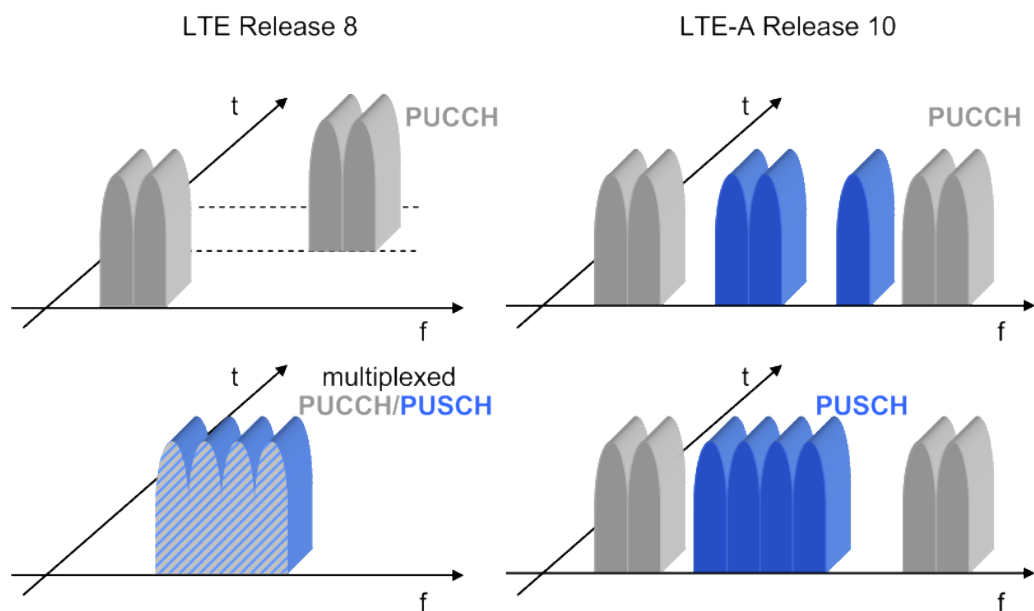 LTE Release 8
LTE-A Release 10
t
PUCCH
f
t
PUCCH
f
t
multiplexed
PUCCH/PUSCH
f
t
PUSCH
f